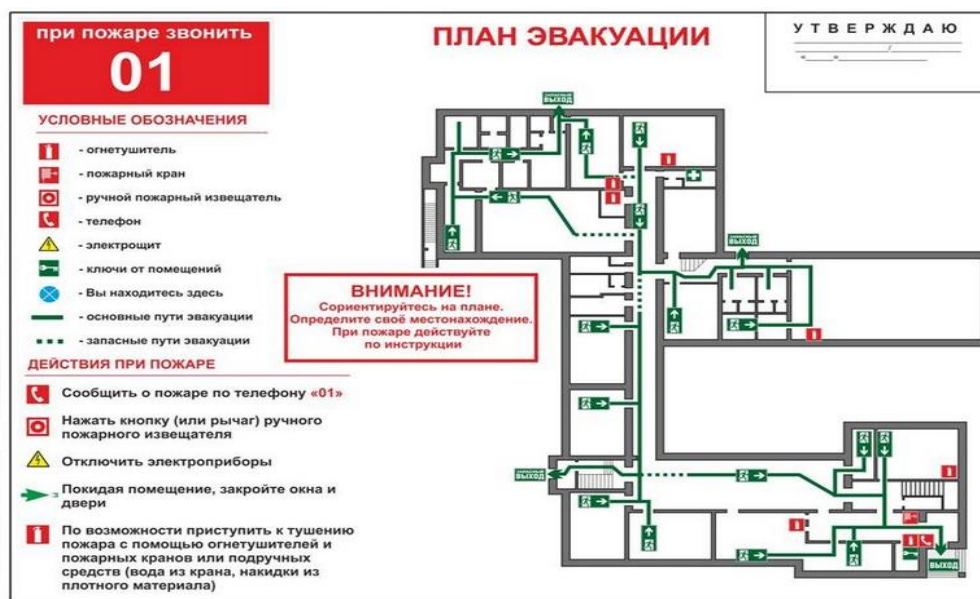 при пожаре звонить
01
ПЛАН ЭВАКУАЦИИ
УТВЕРЖДАЮ
УСЛОВНЫЕ ОБОЗНАЧЕНИЯ
- огнетушитель
- пожарный кран
- ручной пожарный извещатель
- телефон
- электрощит
- ключи от помещений
- Вы находитесь здесь
- основные пути эвакуации
- запасные пути эвакуации
ДЕЙСТВИЯ ПРИ ПОЖАРЕ
Сообщить о пожаре по телефону «01»
Нажать кнопку (или рычаг) ручного
пожарного извещателя
Отключить электроприборы
Покидая помещение, закройте окна и
двери
По возможности приступить к тушению
пожара с помощью огнетушителей и
пожарных кранов или подручных
средств (вода из крана, накидки из
плотного материала)
ЗАПАСНЫЙ
ВЫХОД
ЗАПАСНЫЙ
ВЫХОД
ВНИМАНИЕ!
Сориентируйтесь на плане.
Определите своё местонахождение.
При пожаре действуйте
по инструкции
ЗАПАСНЫЙ
ВЫХОД
ВЫХОД